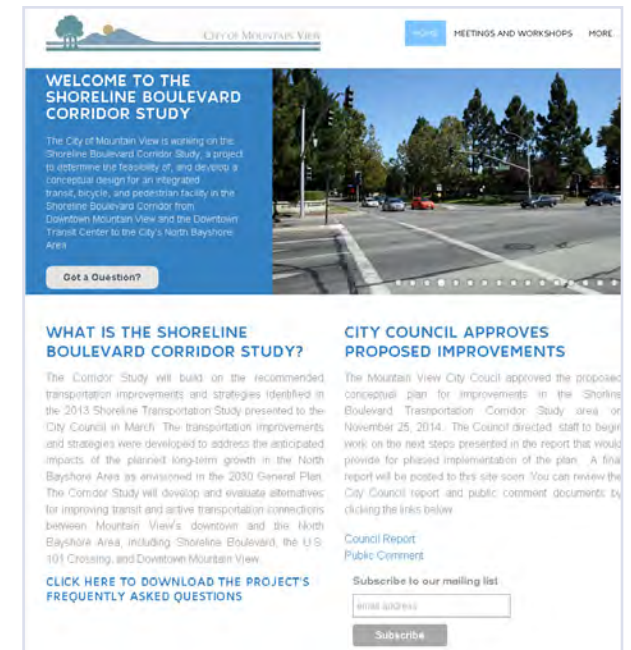 CITY OF MOUNTAIN VIEW
HOME
MEETINGS AND WORKSHOPS
MORE
WELCOME TO THE
SHORELINE BOULEVARD
CORRIDOR STUDY
The City of Mountain View is working on the
Shoreline Boulevard Corridor Study, a project
to determine the feasibility of, and develop a
conceptual design for an integrated
transit, bicycle, and pedestrian facility in the
Shoreline Boulevard Corridor from
Downtown Mountain View and the Downtown
Transit Center to the City's North Bayshore
Area
Got a Question?
WHAT IS THE SHORELINE
BOULEVARD CORRIDOR STUDY?
The Corridor Study will build on the recommended
transportation improvements and strategies identified in
the 2013 Shoreline Transportation Study presented to the
City Council in March. The transportation improvements
and strategies were developed to address the anticipated
impacts of the planned long-term growth in the North
Bayshore Area as envisioned in the 2030 General Plan.
The Corridor Study will develop and evaluate alternatives
for improving transit and active transportation connections
between Mountain View's downtown and the North
Bayshore Area, including Shoreline Boulevard, the U.S.
101 Crossing, and Downtown Mountain View.
CLICK HERE TO DOWNLOAD THE PROJECT'S
FREQUENTLY ASKED QUESTIONS
CITY COUNCIL APPROVES
PROPOSED IMPROVEMENTS
The Mountain View City Coucil approved the proposed
conceptual plan for improvements in the Shorline
Boulevard Trasnportation Corridor Study area on
November 25, 2014. The Council directed staff to begin
work on the next steps presented in the report that would
provide for phased implementation of the plan. A final
report will be posted to this site soon. You can review the
City Council report and public comment documents by
clicking the links below
Council Report
Public Comment
Subscribe to our mailing list
email address
Subscribe